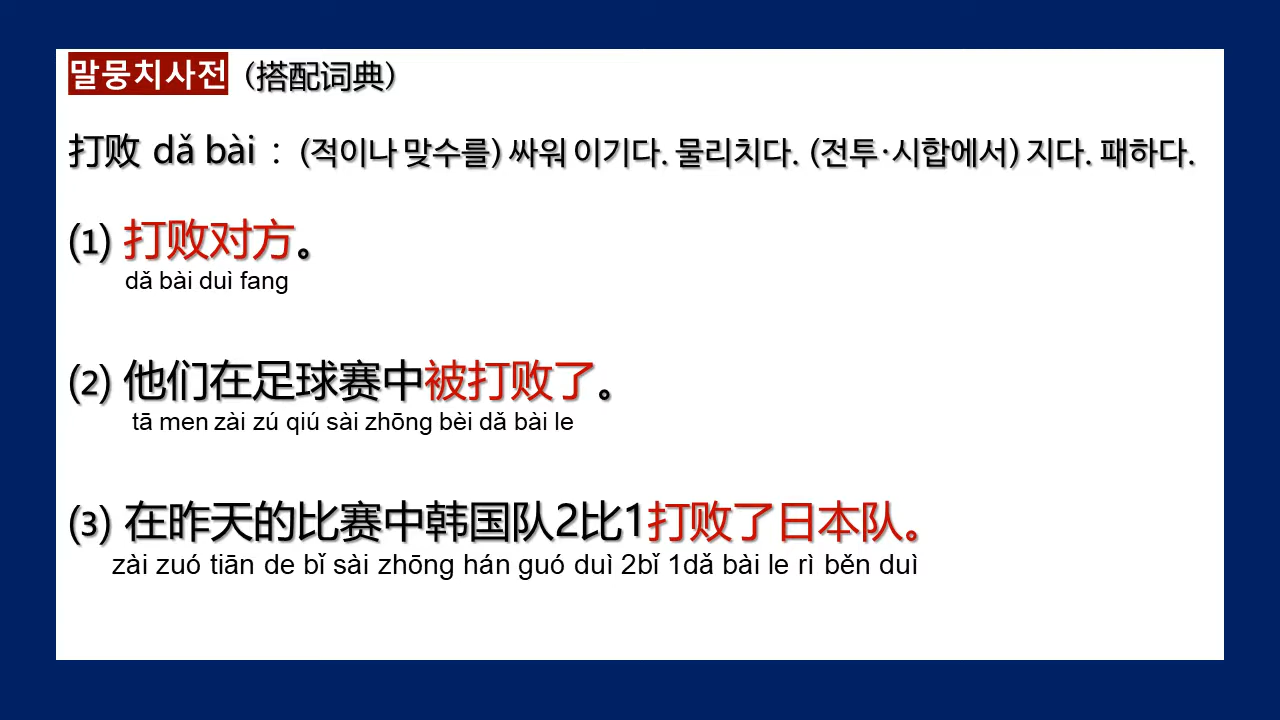 말뭉치사전 (搭配词典)
打败 dǎ bài : (적이나 맞수를) 싸워 이기다. 물리치다. (전투·시합에서) 지다. 패하다.
(1) 打败对方。
dǎ bài duì fang
(2) 他们在足球赛中被打败了。
tā men zài zú qiú sài zhōng bèi dǎ bài le
(3) 在昨天的比赛中韩国队2比1打败了日本队。
zài zuó tiān de bǐ sài zhōng hán guó duì 2bǐ 1dǎ bài le rì běn duì